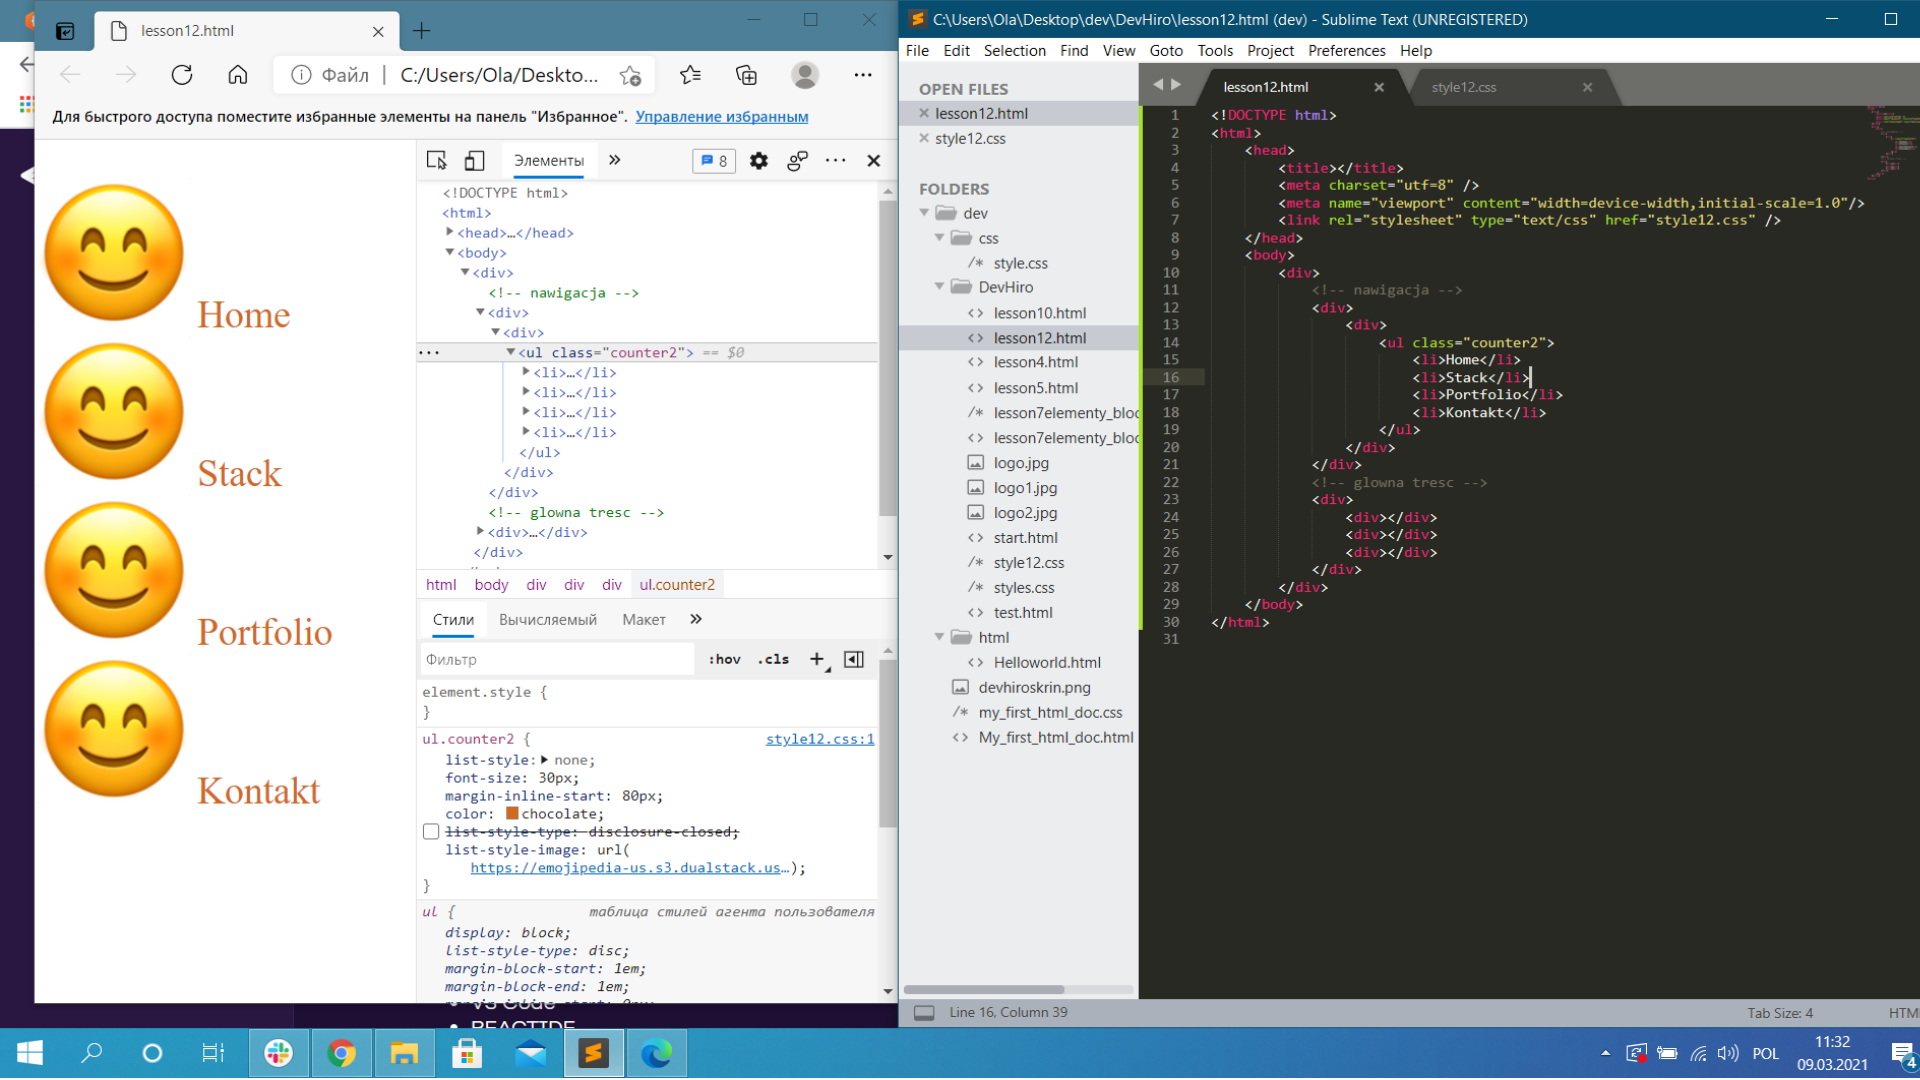 lesson12.html
Файл
C:/Users/Ola/Deskto...
Для быстрого доступа поместите избранные элементы на панель "Избранное". Управление избранным
Home
Stack
Portfolio
Kontakt
Элементы
8
<!DOCTYPE html>
<html>
<head>…</head>
<body>
<div>
<!-- nawigacja -->
<div>
<div>
<ul class="counter2"> == $0
<li>…</li>
<li>…</li>
<li>…</li>
<li>…</li>
</ul>
</div>
</div>
<!-- glowna tresc -->
<div>…</div>
</div>
html body div div div ul.counter2
Стили Вычисляемый Макет
Фильтр :hov .cls
element.style {
}
ul.counter2 { style12.css:1
list-style: none;
font-size: 30px;
margin-inline-start: 80px;
color: chocolate;
list-style-type: disclosure-closed;
list-style-image: url(
https://emojipedia-us.s3.dualstack.us…);
}
ul { таблица стилей агента пользователя
display: block;
list-style-type: disc;
margin-block-start: 1em;
margin-block-end: 1em;
REACTIDE
C:\Users\Ola\Desktop\dev\DevHiro\lesson12.html (dev) - Sublime Text (UNREGISTERED)
File Edit Selection Find View Goto Tools Project Preferences Help
OPEN FILES
lesson12.html
style12.css
FOLDERS
dev
css
style.css
DevHiro
lesson10.html
lesson12.html
lesson4.html
lesson5.html
lesson7elementy_bloc
lesson7elementy_bloc
logo.jpg
logo1.jpg
logo2.jpg
start.html
style12.css
styles.css
test.html
html
Helloworld.html
devhiroskrin.png
my_first_html_doc.css
My_first_html_doc.html
lesson12.html style12.css
1 <!DOCTYPE html>
2 <html>
3 <head>
4 <title></title>
5 <meta charset="utf=8" />
6 <meta name="viewport" content="width=device-width,initial-scale=1.0"/>
7 <link rel="stylesheet" type="text/css" href="style12.css" />
8 </head>
9 <body>
10 <div>
11 <!-- nawigacja -->
12 <div>
13 <div>
14 <ul class="counter2">
15 <li>Home</li>
16 <li>Stack</li>
17 <li>Portfolio</li>
18 <li>Kontakt</li>
19 </ul>
20 </div>
21 </div>
22 <!-- glowna tresc -->
23 <div>
24 <div></div>
25 <div></div>
26 <div></div>
27 </div>
28 </div>
29 </body>
30 </html>
31
Line 16, Column 39 Tab Size: 4 HTM
POL
11:32
09.03.2021
4